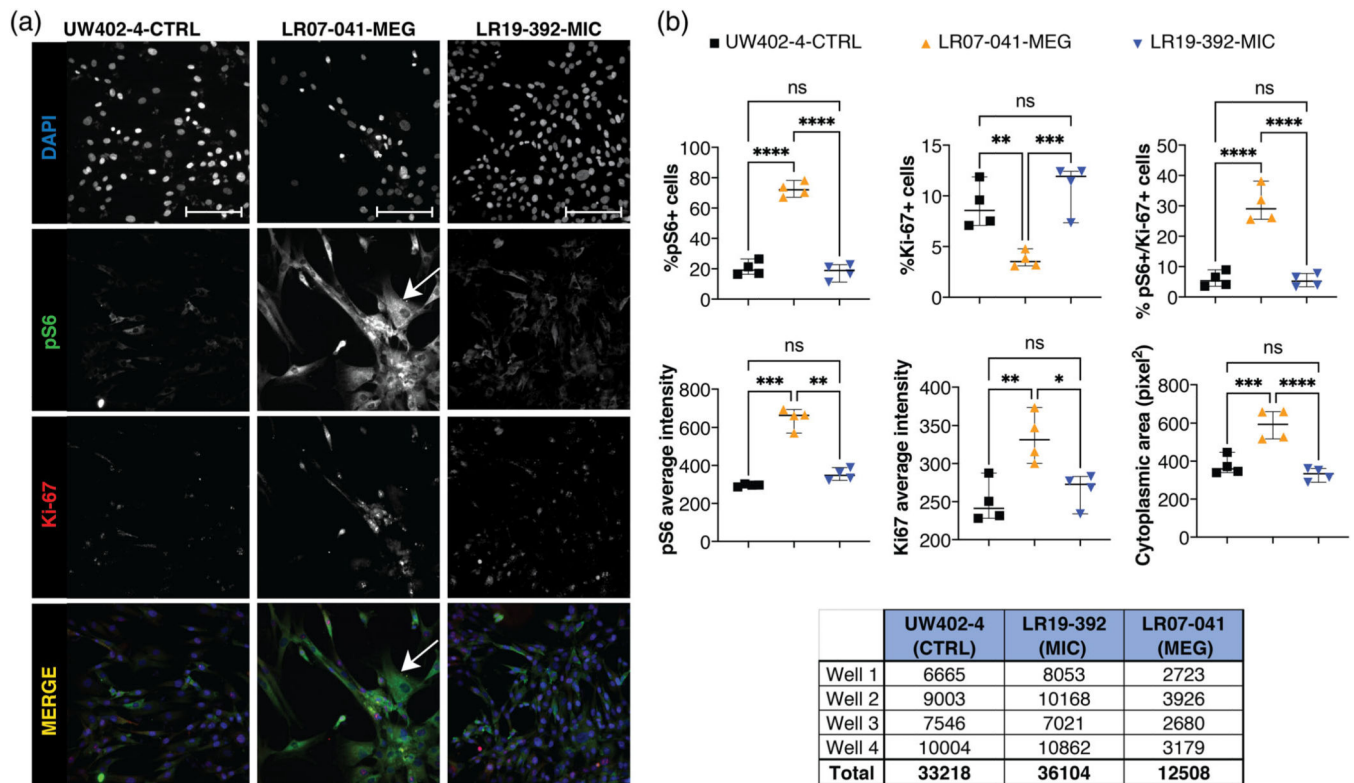 (a)
UW402-4-CTRL LR07-041-MEG LR19-392-MIC
DAPI
pS6
Ki-67
MERGE
(b)
UW402-4-CTRL LR07-041-MEG LR19-392-MIC
ns
**** ****
%pS6+ cells
100
80
60
40
20
0
ns
** ***
%Ki-67+ cells
15
10
5
0
ns
**** ****
% pS6+/Ki-67+ cells
50
40
30
20
10
0
ns
*** **
pS6 average intensity
800
600
400
200
0
ns
** *
Ki67 average intensity
400
350
300
250
200
ns
*** ****
Cytoplasmic area (pixel²)
800
600
400
200
0
UW402-4 (CTRL) LR19-392 (MIC) LR07-041 (MEG)
Well 1 6665 8053 2723
Well 2 9003 10168 3926
Well 3 7546 7021 2680
Well 4 10004 10862 3179
Total 33218 36104 12508